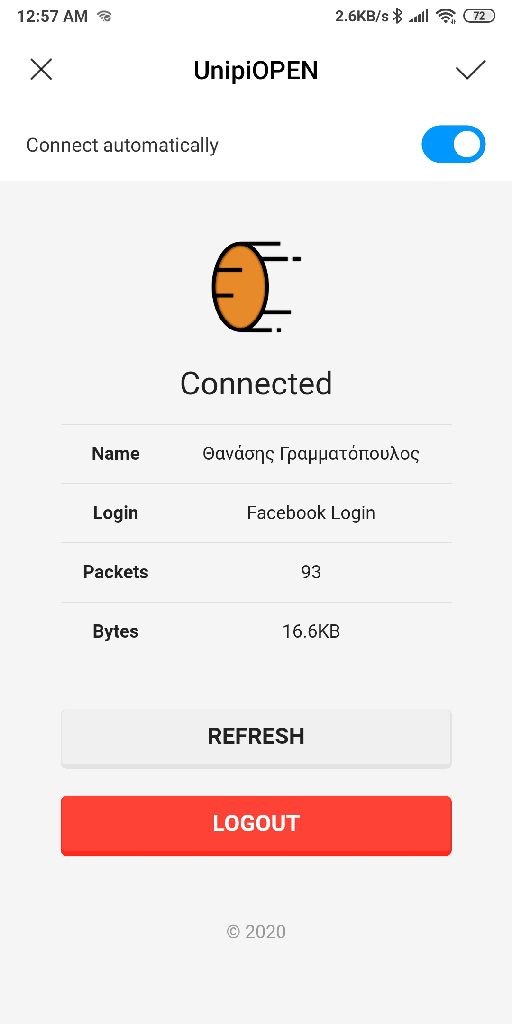 12:57 AM 2.6KB/s 72
UnipiOPEN
Connect automatically
Connected
Name Θανάσης Γραμματόπουλος
Login Facebook Login
Packets 93
Bytes 16.6KB
REFRESH
LOGOUT
© 2020